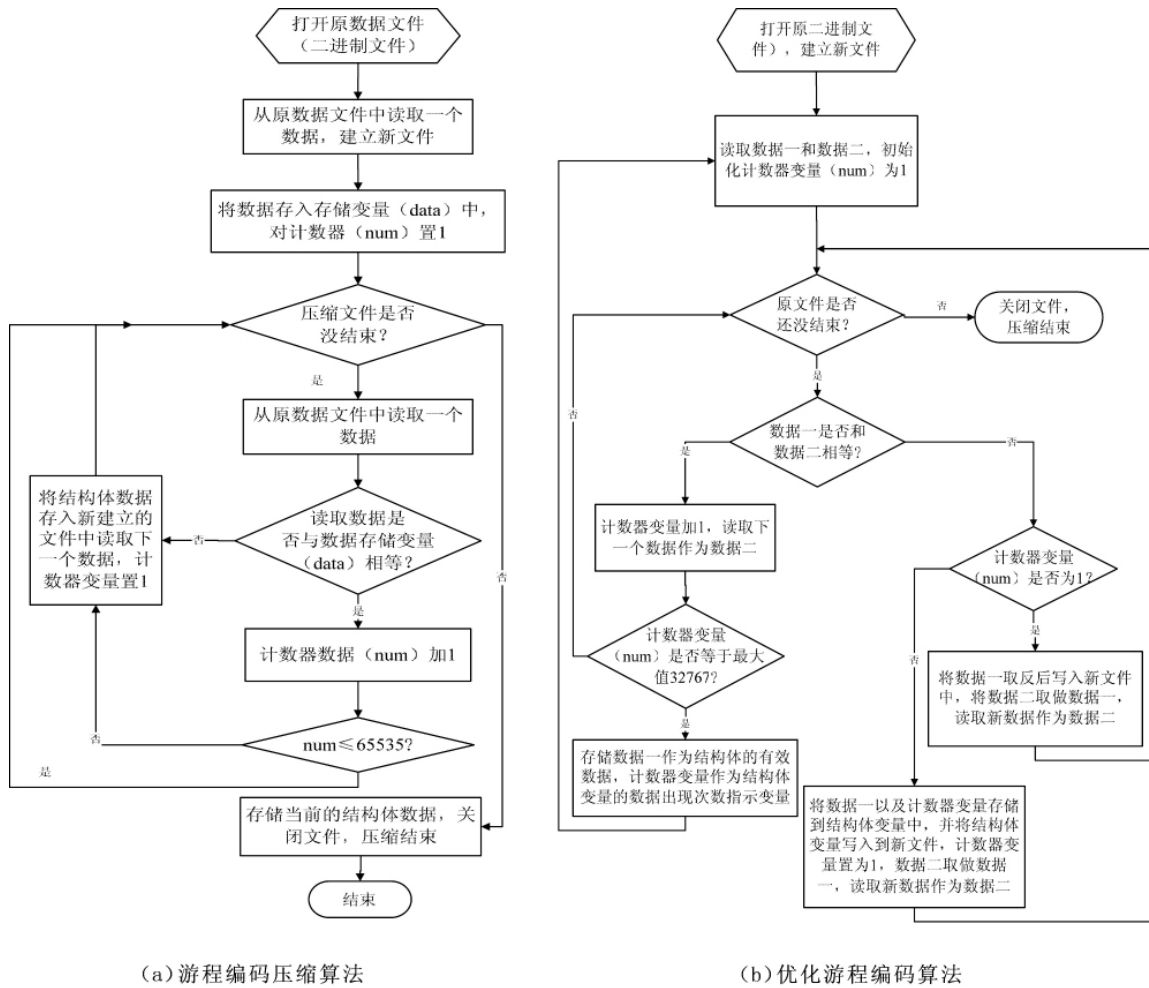 打开原数据文件
（二进制文件）
从原数据文件中读取一个
数据，建立新文件
将数据存入存储变量（data）中，
对计数器（num）置1
压缩文件是否
没结束？
是
从原数据文件中读取一个
数据
读取数据是
否与数据存储变量
（data）相等？
否
将结构体数据
存入新建立的
文件中读取下
一个数据，计
数器变量置1
否
是
计数器数据（num）加1
num≤65535？
否
是
存储当前的结构体数据，关
闭文件，压缩结束
结束
(a)游程编码压缩算法
打开原二进制文
件），建立新文件
读取数据一和数据二，初始
化计数器变量（num）为1
原文件是否
还没结束？
否
关闭文件，
压缩结束
是
数据一是否和
数据二相等？
是
否
否
计数器变量加1，读取下
一个数据作为数据二
计数器变量
（num）是否等于最大
值32767？
是
存储数据一作为结构体的有效
数据，计数器变量作为结构体
变量的数据出现次数指示变量
计数器变量
（num）是否为1？
否
是
将数据一取反后写入新文件
中，将数据二取做数据一，
读取新数据作为数据二
将数据一以及计数器变量存储
到结构体变量中，并将结构体
变量写入到新文件，计数器变
量置为1，数据二取做数据
一，读取新数据作为数据二
(b)优化游程编码算法